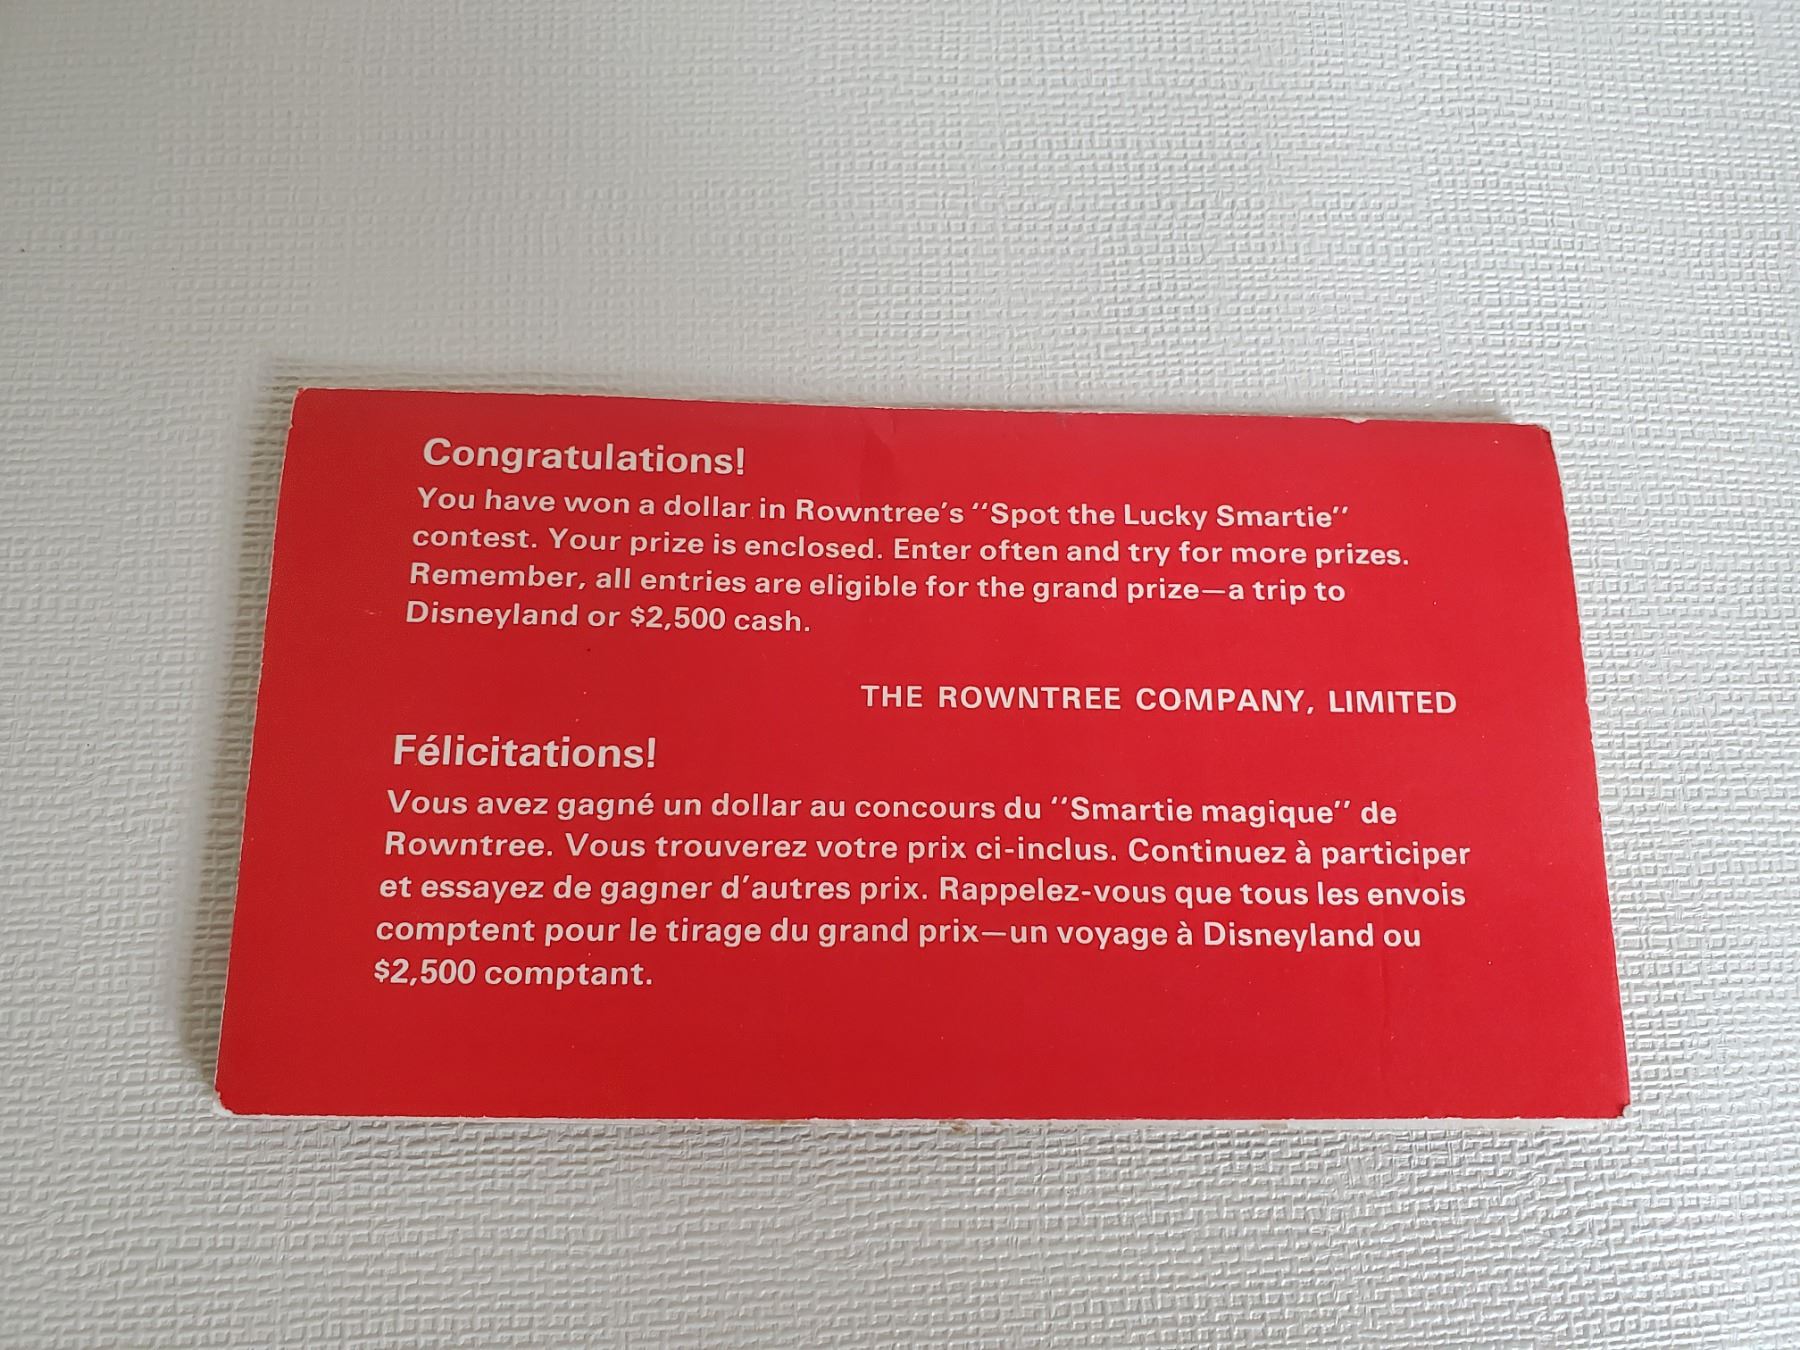 Congratulations!
You have won a dollar in Rowntree's "Spot the Lucky Smartie"
contest. Your prize is enclosed. Enter often and try for more prizes.
Remember, all entries are eligible for the grand prize—a trip to
Disneyland or $2,500 cash.
THE ROWNTREE COMPANY, LIMITED
Félicitations!
Vous avez gagné un dollar au concours du "Smartie magique" de
Rowntree. Vous trouverez votre prix ci-inclus. Continuez à participer
et essayez de gagner d'autres prix. Rappelez-vous que tous les envois
comptent pour le tirage du grand prix—un voyage à Disneyland ou
$2,500 comptant.